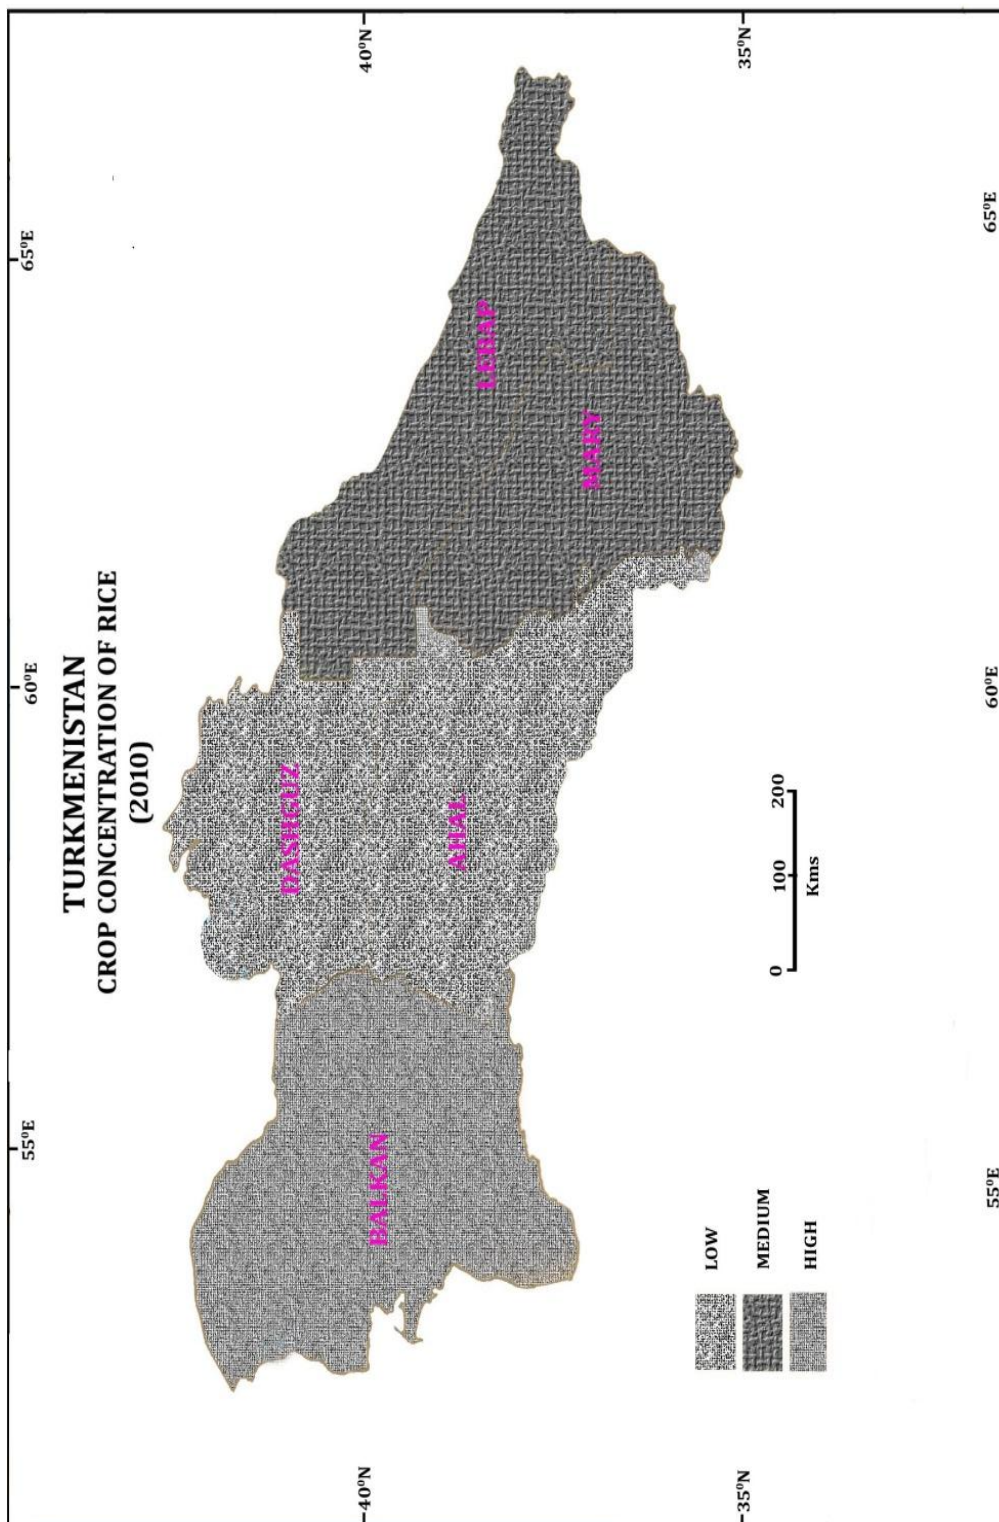 55°E
60°E
65°E
TURKMENISTAN
CROP CONCENTRATION OF RICE
(2010)
DASHGUZ
40°N
40°N
BALKAN
AHAL
LEBAP
MARY
LOW
MEDIUM
HIGH
35°N
35°N
0 100 200
Kms
55°E
60°E
65°E